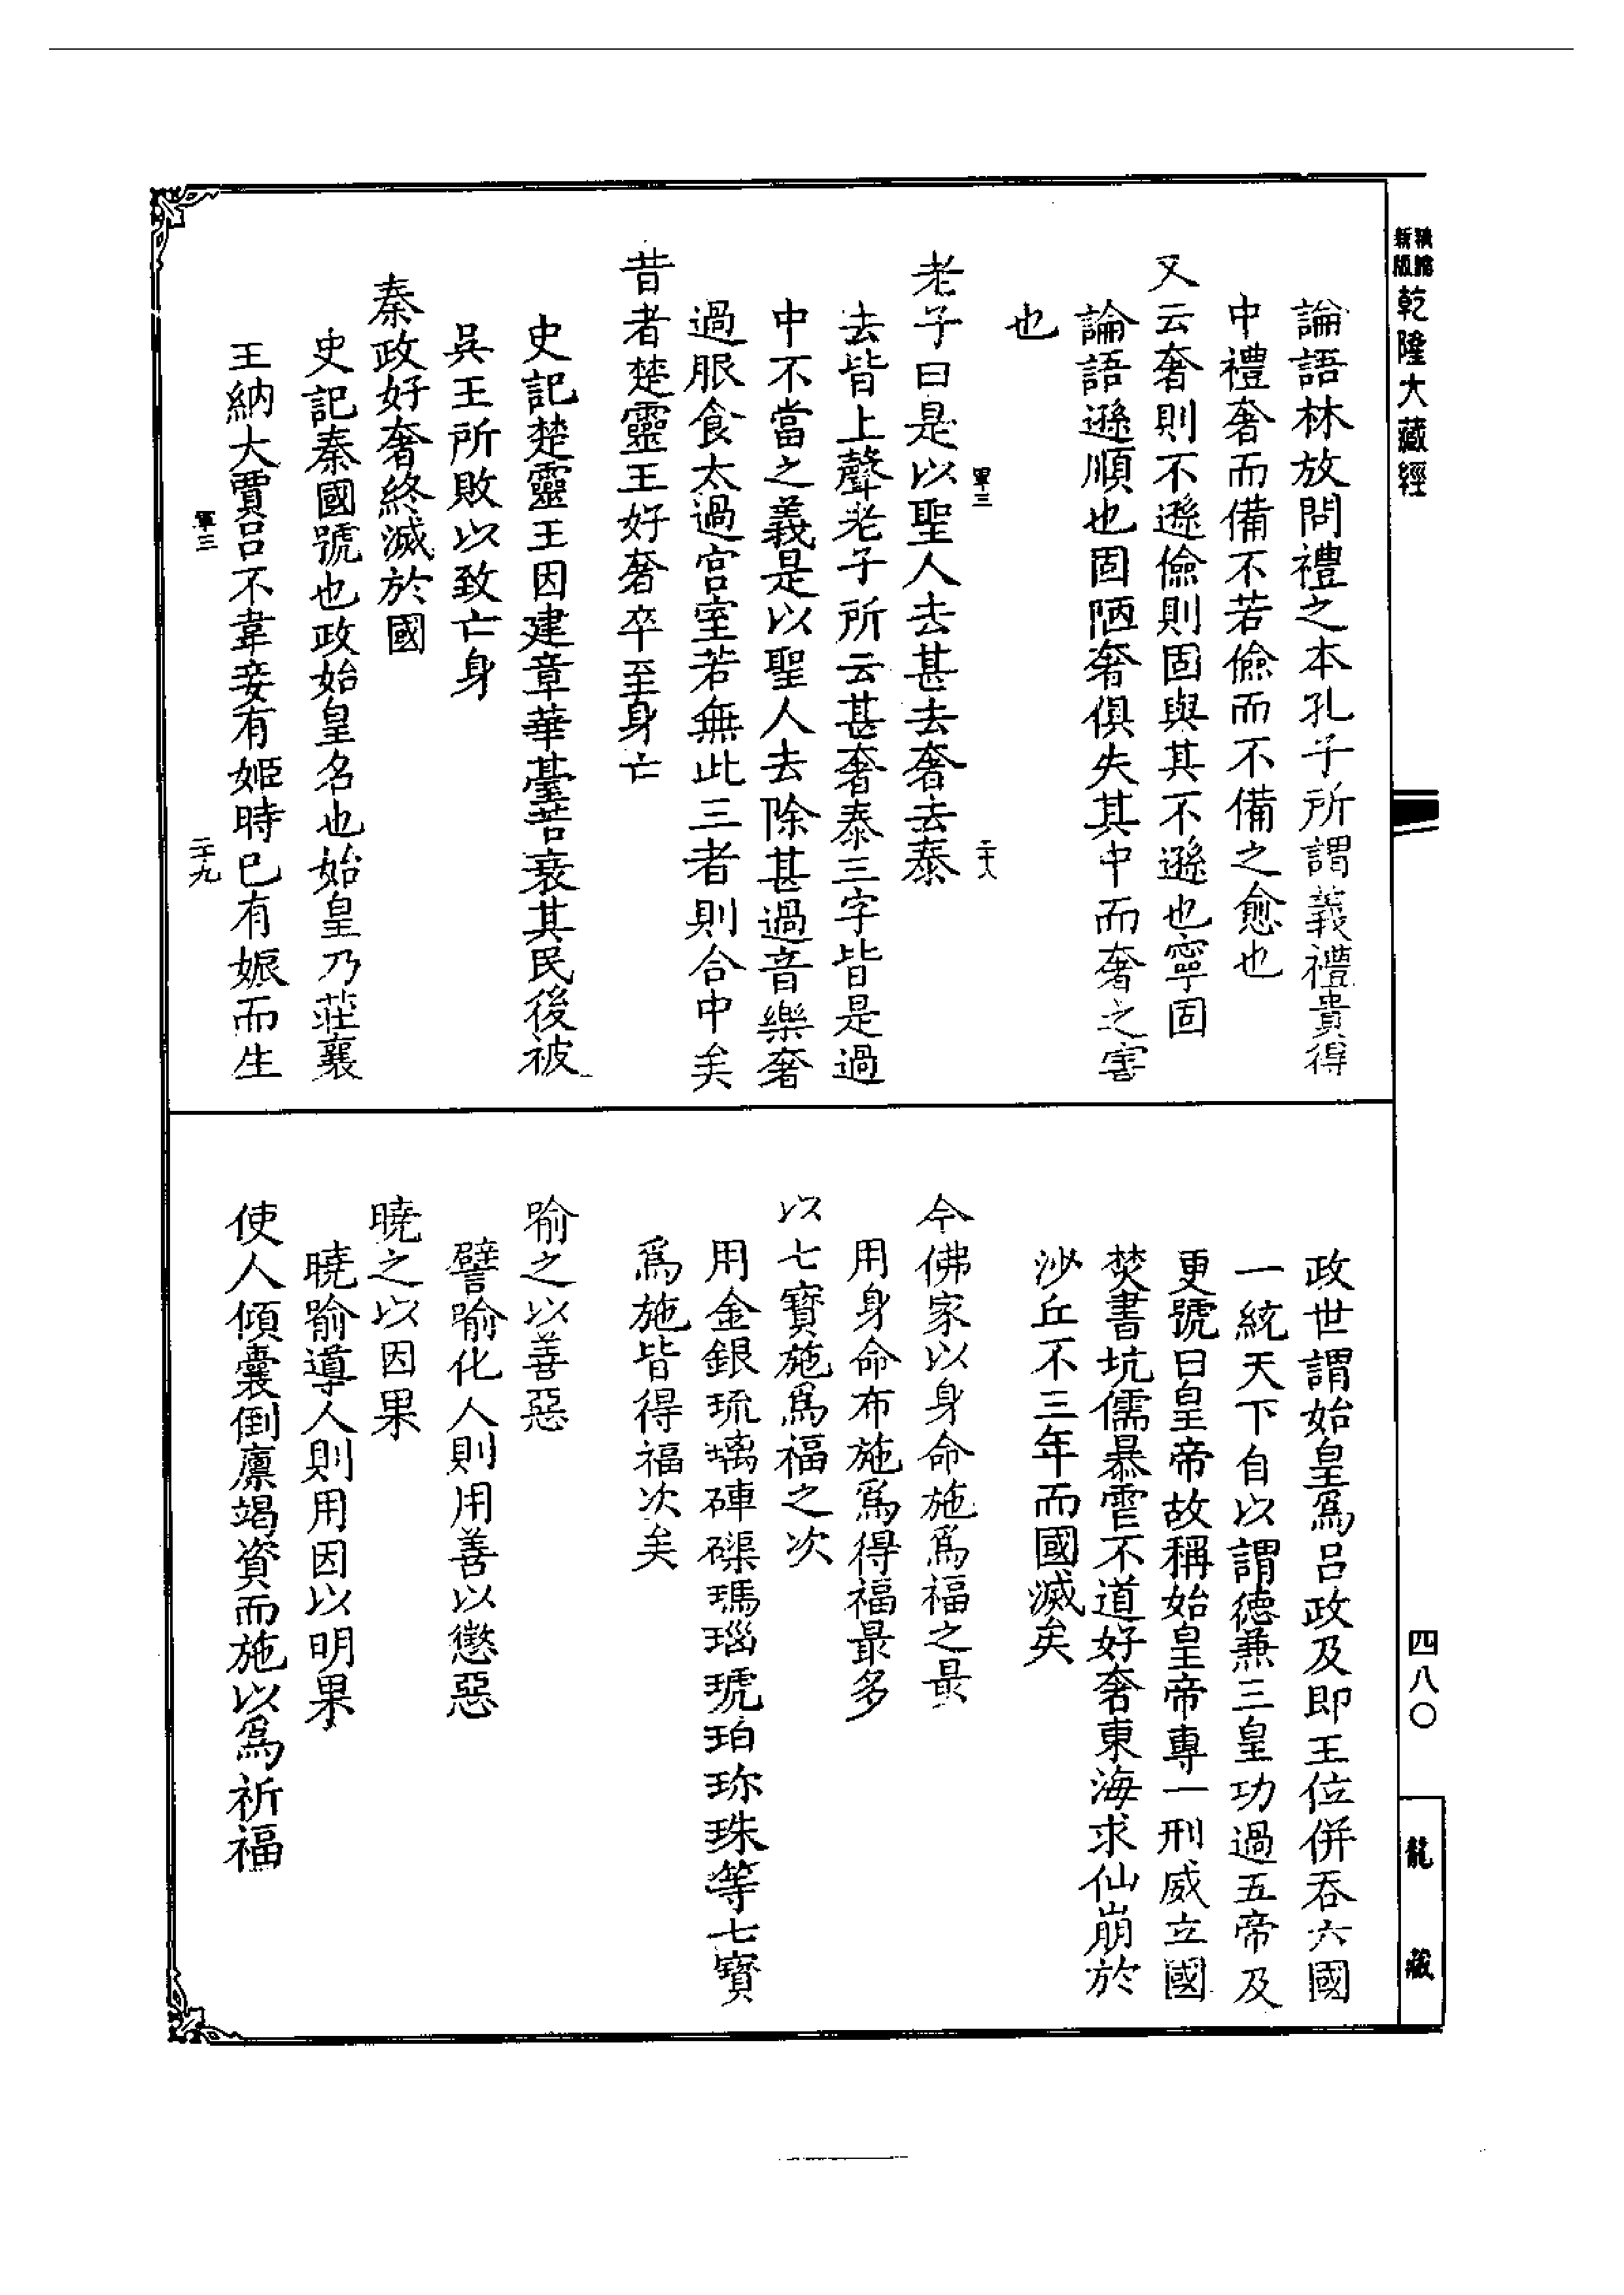 新版
乾隆大藏經
論語林放問禮之本孔子所謂義禮貴得
中禮奢而備不若儉而不備之愈也
又云奢則不遜儉則固與其不遜也寧固
論語遜順也固陋奢俱失其中而奢之害
也
軍三
二十八
老子曰是以聖人去甚去奢去泰
去皆上聲老子所云甚奢泰三字皆是過
中不當之義是以聖人去除甚過音樂奢
過服食太過宮室若無此三者則合中矣
昔者楚靈王好奢卒至身亡
史記楚靈王因建章華臺苦衰其民後被
吳王所敗以致亡身
秦政好奢終滅於國
史記秦國號也政始皇名也始皇乃莊襄
王納大賈呂不韋妾有姬時巳有娠而生
軍三
二十九
政世謂始皇爲呂政及即王位併吞六國
一統天下自以謂德兼三皇功過五帝及
更號曰皇帝故稱始皇帝專一刑威立國
焚書坑儒暴虐不道好奢東海求仙崩於
沙丘不三年而國滅矣
今佛家以身命施爲福之最
用身命布施爲得福最多
以七寶施爲福之次
用金銀琉璃硨磲瑪瑙琥珀珎珠等七寶
爲施皆得福次矣
喻之以善惡
譬喻化人則用善以懲惡
曉之以因果
曉喻導人則用因以明果
使人傾囊倒廪竭資而施以爲祈福
四八〇
龍藏